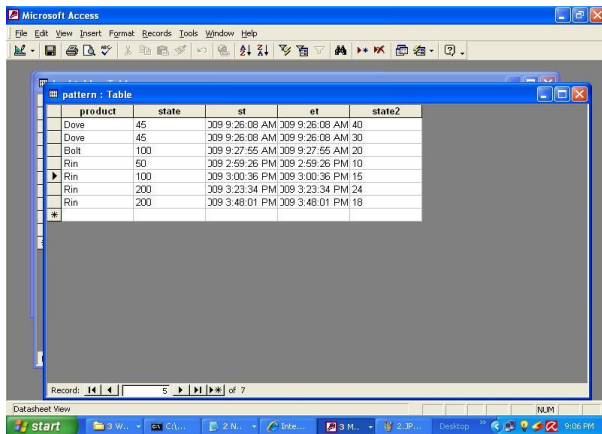 Microsoft Access
File Edit View Insert Format Records Tools Window Help
pattern : Table
product state st et state2
Dove 45 009 9:26:08 AM 009 9:26:08 AM 40
Dove 45 009 9:26:08 AM 009 9:26:08 AM 30
Bolt 100 009 9:27:55 AM 009 9:27:55 AM 20
Rin 50 009 2:59:26 PM 009 2:59:26 PM 10
Rin 100 009 3:00:36 PM 009 3:00:36 PM 15
Rin 200 009 3:23:34 PM 009 3:23:34 PM 24
Rin 200 009 3:48:01 PM 009 3:48:01 PM 18
Record: 5 of 7
Datasheet View NUM
start 3 W... C:\... 2 N... Inte... 3 M... 2.JP... Desktop 9:06 PM